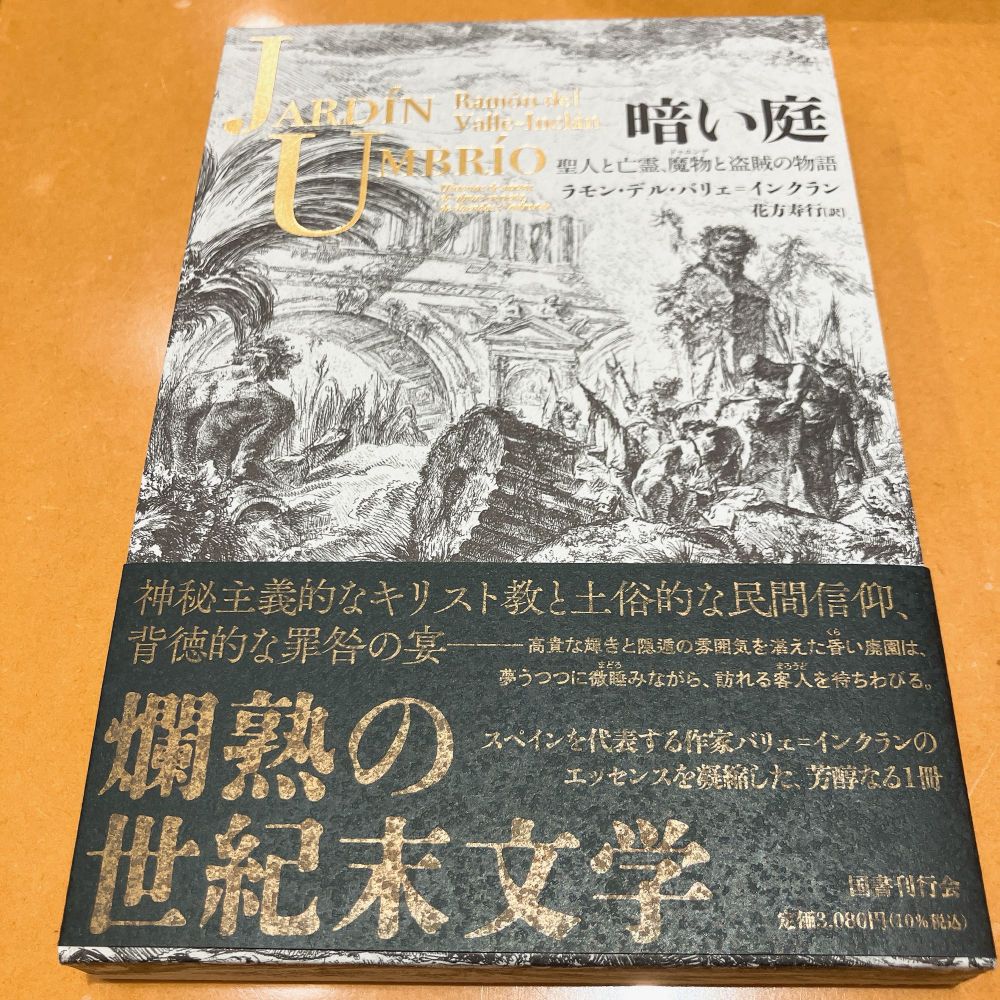 JARDÍN
UMBRÍO
Ramón del
Valle-Inclán
暗い庭
聖人と亡霊、魔物と盗賊の物語
ラモン・デル・バリェ=インクラン
花方寿行[訳]
神秘主義的なキリスト教と土俗的な民間信仰、
背徳的な罪咎の宴―――高貴な輝きと隠遁の雰囲気を湛えた昏い廃園は、
夢うつつに微睡みながら、訪れる客人を待ちわびる。
爛熟の
世紀末文学
スペインを代表する作家バリェ=インクランの
エッセンスを凝縮した、芳醇なる1冊
国書刊行会
定価3,080円(10%税込)